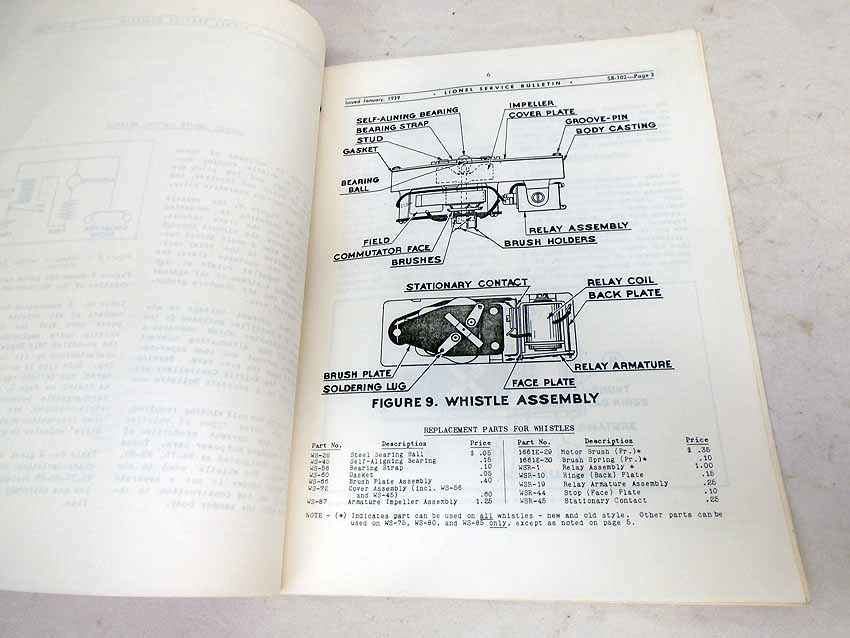 6
Issued January, 1939 • LIONEL SERVICE BULLETIN • SB-102—Page 3
SELF-ALINING BEARING
BEARING STRAP
STUD
GASKET
IMPELLER
COVER PLATE
GROOVE-PIN
BODY CASTING
BEARING
BALL
FIELD
COMMUTATOR FACE
BRUSHES
RELAY ASSEMBLY
BRUSH HOLDERS
STATIONARY CONTACT
RELAY COIL
BACK PLATE
BRUSH PLATE
SOLDERING LUG
RELAY ARMATURE
FACE PLATE
FIGURE 9. WHISTLE ASSEMBLY
REPLACEMENT PARTS FOR WHISTLES
Part No. Description Price
WS-28 Steel Bearing Ball $ .05
WS-45 Self-Aligning Bearing .15
WS-56 Bearing Strap .10
WS-60 Gasket .05
WS-66 Brush Plate Assembly .40
WS-72 Cover Assembly (incl. WS-56
and WS-45) .60
WS-87 Armature Impeller Assembly 1.25
Part No. Description Price
1661E-29 Motor Brush (Pr.)* $ .35
1661E-30 Brush Spring (Pr.)* .10
WSR-1 Relay Assembly * 1.00
WSR-10 Hinge (Back) Plate .15
WSR-19 Relay Armature Assembly .25
WSR-44 Stop (Face) Plate .10
WSR-45 Stationary Contact .25
NOTE - (*) Indicates part can be used on all whistles - new and old style. Other parts can be
used on WS-75, WS-80, and WS-85 only, except as noted on page 5.